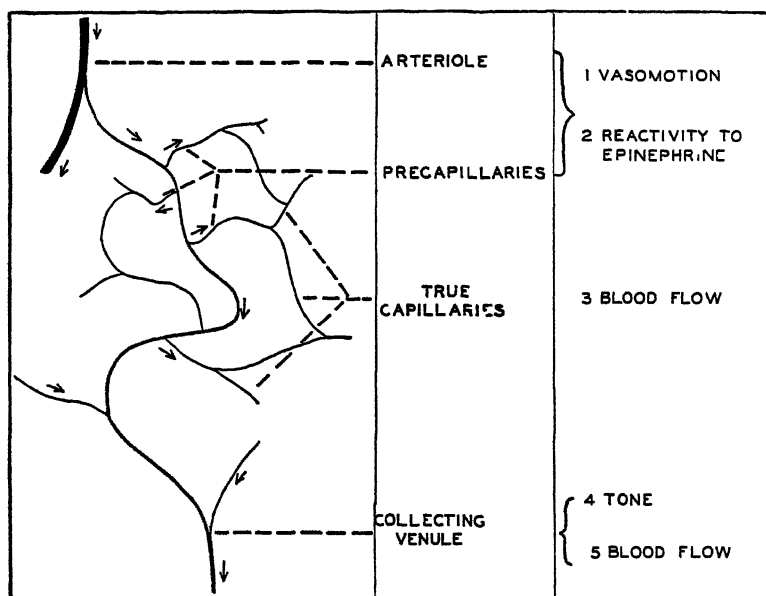 ARTERIOLE
PRECAPILLARIES
TRUE
CAPILLARIES
COLLECTING
VENULE
1 VASOMOTION
2 REACTIVITY TO
EPINEPHRINE
3 BLOOD FLOW
4 TONE
5 BLOOD FLOW